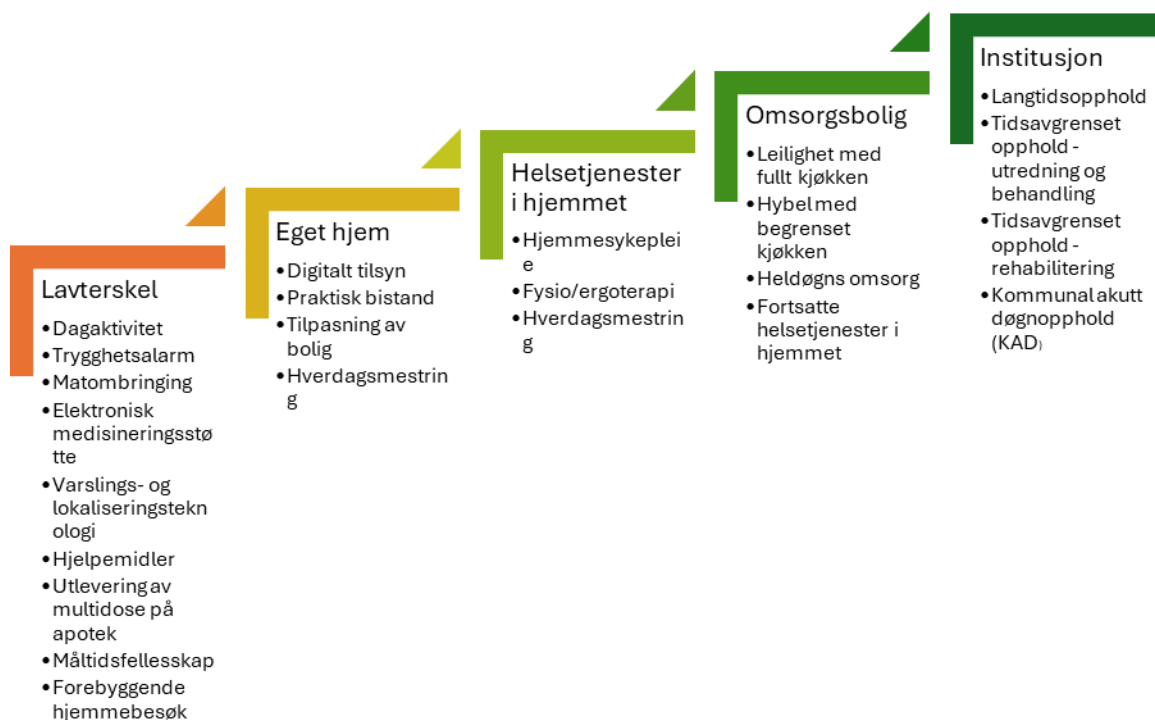 Lavterskel
•Dagaktivitet
•Trygghetsalarm
•Matombringing
•Elektronisk
medisineringsstø
tte
•Varslings- og
lokaliseringstekn
ologi
•Hjelpemidler
•Utlevering av
multidose på
apotek
•Måltidsfellesskap
•Forebyggende
hjemmebesøk
Eget hjem
•Digitalt tilsyn
•Praktisk bistand
•Tilpasning av
bolig
•Hverdagsmestrin
g
Helsetjenester
i hjemmet
•Hjemmesykeplei
e
•Fysio/ergoterapi
•Hverdagsmestrin
g
Omsorgsbolig
•Leilighet med
fullt kjøkken
•Hybel med
begrenset
kjøkken
•Heldøgns omsorg
•Fortsatte
helsetjenester i
hjemmet
Institusjon
•Langtidsopphold
•Tidsavgrenset
opphold -
utredning og
behandling
•Tidsavgrenset
opphold -
rehabilitering
•Kommunal akutt
døgnopphold
(KAD)